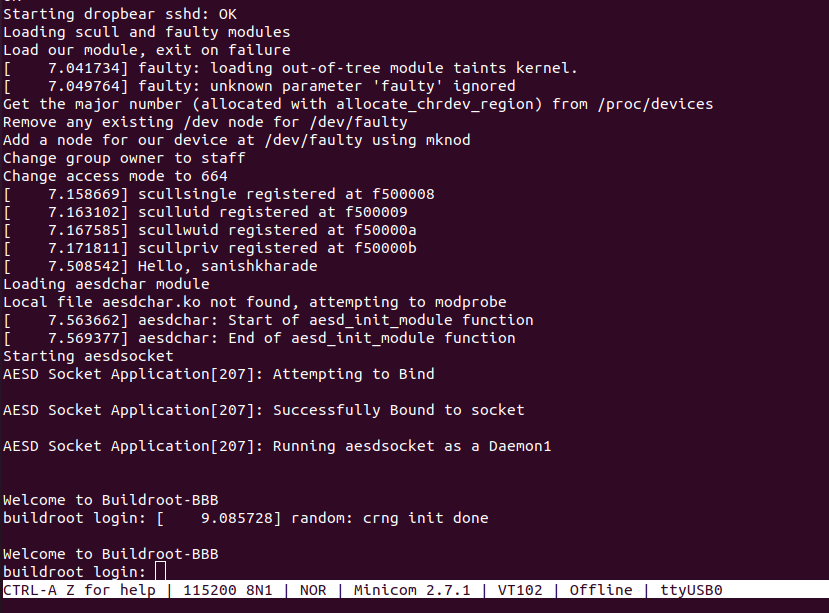 Starting dropbear sshd: OK
Loading scull and faulty modules
Load our module, exit on failure
[    7.041734] faulty: loading out-of-tree module taints kernel.
[    7.049764] faulty: unknown parameter 'faulty' ignored
Get the major number (allocated with allocate_chrdev_region) from /proc/devices
Remove any existing /dev node for /dev/faulty
Add a node for our device at /dev/faulty using mknod
Change group owner to staff
Change access mode to 664
[    7.158669] scullsingle registered at f500008
[    7.163102] sculluid registered at f500009
[    7.167585] scullwuid registered at f50000a
[    7.171811] scullpriv registered at f50000b
[    7.508542] Hello, sanishkharade
Loading aesdchar module
Local file aesdchar.ko not found, attempting to modprobe
[    7.563662] aesdchar: Start of aesd_init_module function
[    7.569377] aesdchar: End of aesd_init_module function
Starting aesdsocket
AESD Socket Application[207]: Attempting to Bind
AESD Socket Application[207]: Successfully Bound to socket
AESD Socket Application[207]: Running aesdsocket as a Daemon1
Welcome to Buildroot-BBB
buildroot login: [    9.085728] random: crng init done
Welcome to Buildroot-BBB
buildroot login:
CTRL-A Z for help | 115200 8N1 | NOR | Minicom 2.7.1 | VT102 | Offline | ttyUSB0